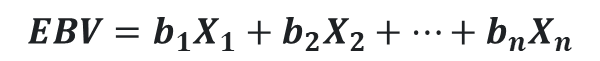 EBV = b₁X₁ + b₂X₂ + ⋯ + bₙXₙ